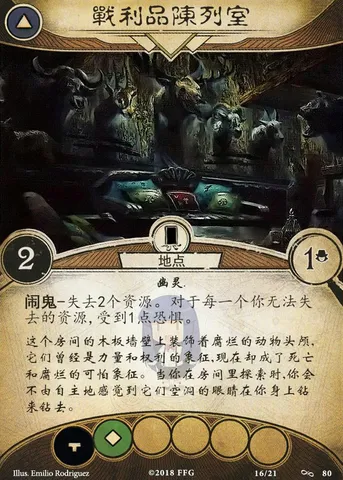 戰利品陳列室
2
地点
1
幽灵.
闹鬼-失去2个资源。对于每一个你无法失
去的资源,受到1点恐惧。
这个房间的木板墙壁上装饰着腐烂的动物头颅,
它们曾经是力量和权利的象征,现在却成了死亡
和腐烂的可怕象征。当你在房间里探索时,你会
不由自主地感觉到它们空洞的眼睛在你身上钻
来钻去。
Illus. Emilio Rodriguez
©2018 FFG
16/21
80